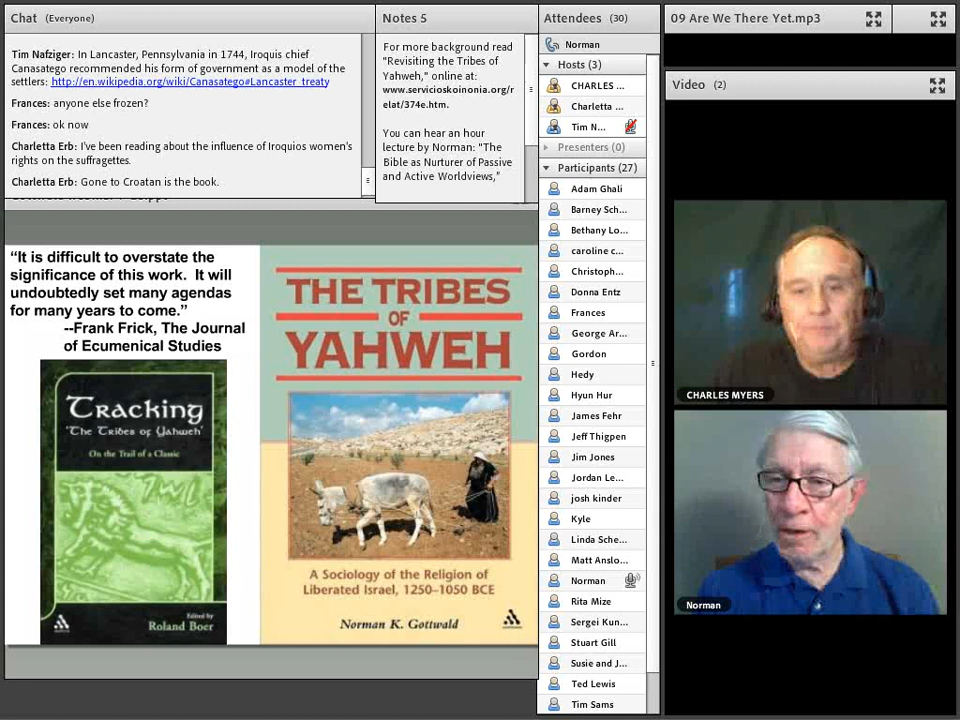 Chat (Everyone)
Tim Nafziger: In Lancaster, Pennsylvania in 1744, Iroquis chief
Canasatego recommended his form of government as a model of the
settlers: http://en.wikipedia.org/wiki/Canasatego#Lancaster_treaty
Frances: anyone else frozen?
Frances: ok now
Charletta Erb: I've been reading about the influence of Iroquios women's
rights on the suffragettes.
Charletta Erb: Gone to Croatan is the book.
Notes 5
For more background read
"Revisiting the Tribes of
Yahweh," online at:
www.servicioskoinonia.org/r
elat/374e.htm.
You can hear an hour
lecture by Norman: "The
Bible as Nurturer of Passive
and Active Worldviews,"
“It is difficult to overstate the
significance of this work. It will
undoubtedly set many agendas
for many years to come.”
--Frank Frick, The Journal
of Ecumenical Studies
Tracking
'The Tribes of Yahweh'
On the Trail of a Classic
Edited by
Roland Boer
THE TRIBES
OF
YAHWEH
A Sociology of the Religion of
Liberated Israel, 1250–1050 BCE
Norman K. Gottwald
Attendees (30)
Norman
Hosts (3)
CHARLES ...
Charletta ...
Tim N...
Presenters (0)
Participants (27)
Adam Ghali
Barney Sch...
Bethany Lo...
caroline c...
Christoph...
Donna Entz
Frances
George Ar...
Gordon
Hedy
Hyun Hur
James Fehr
Jeff Thigpen
Jim Jones
Jordan Le...
josh kinder
Kyle
Linda Sche...
Matt Anslo...
Norman
Rita Mize
Sergei Kun...
Stuart Gill
Susie and J...
Ted Lewis
Tim Sams
09 Are We There Yet.mp3
Video (2)
CHARLES MYERS
Norman